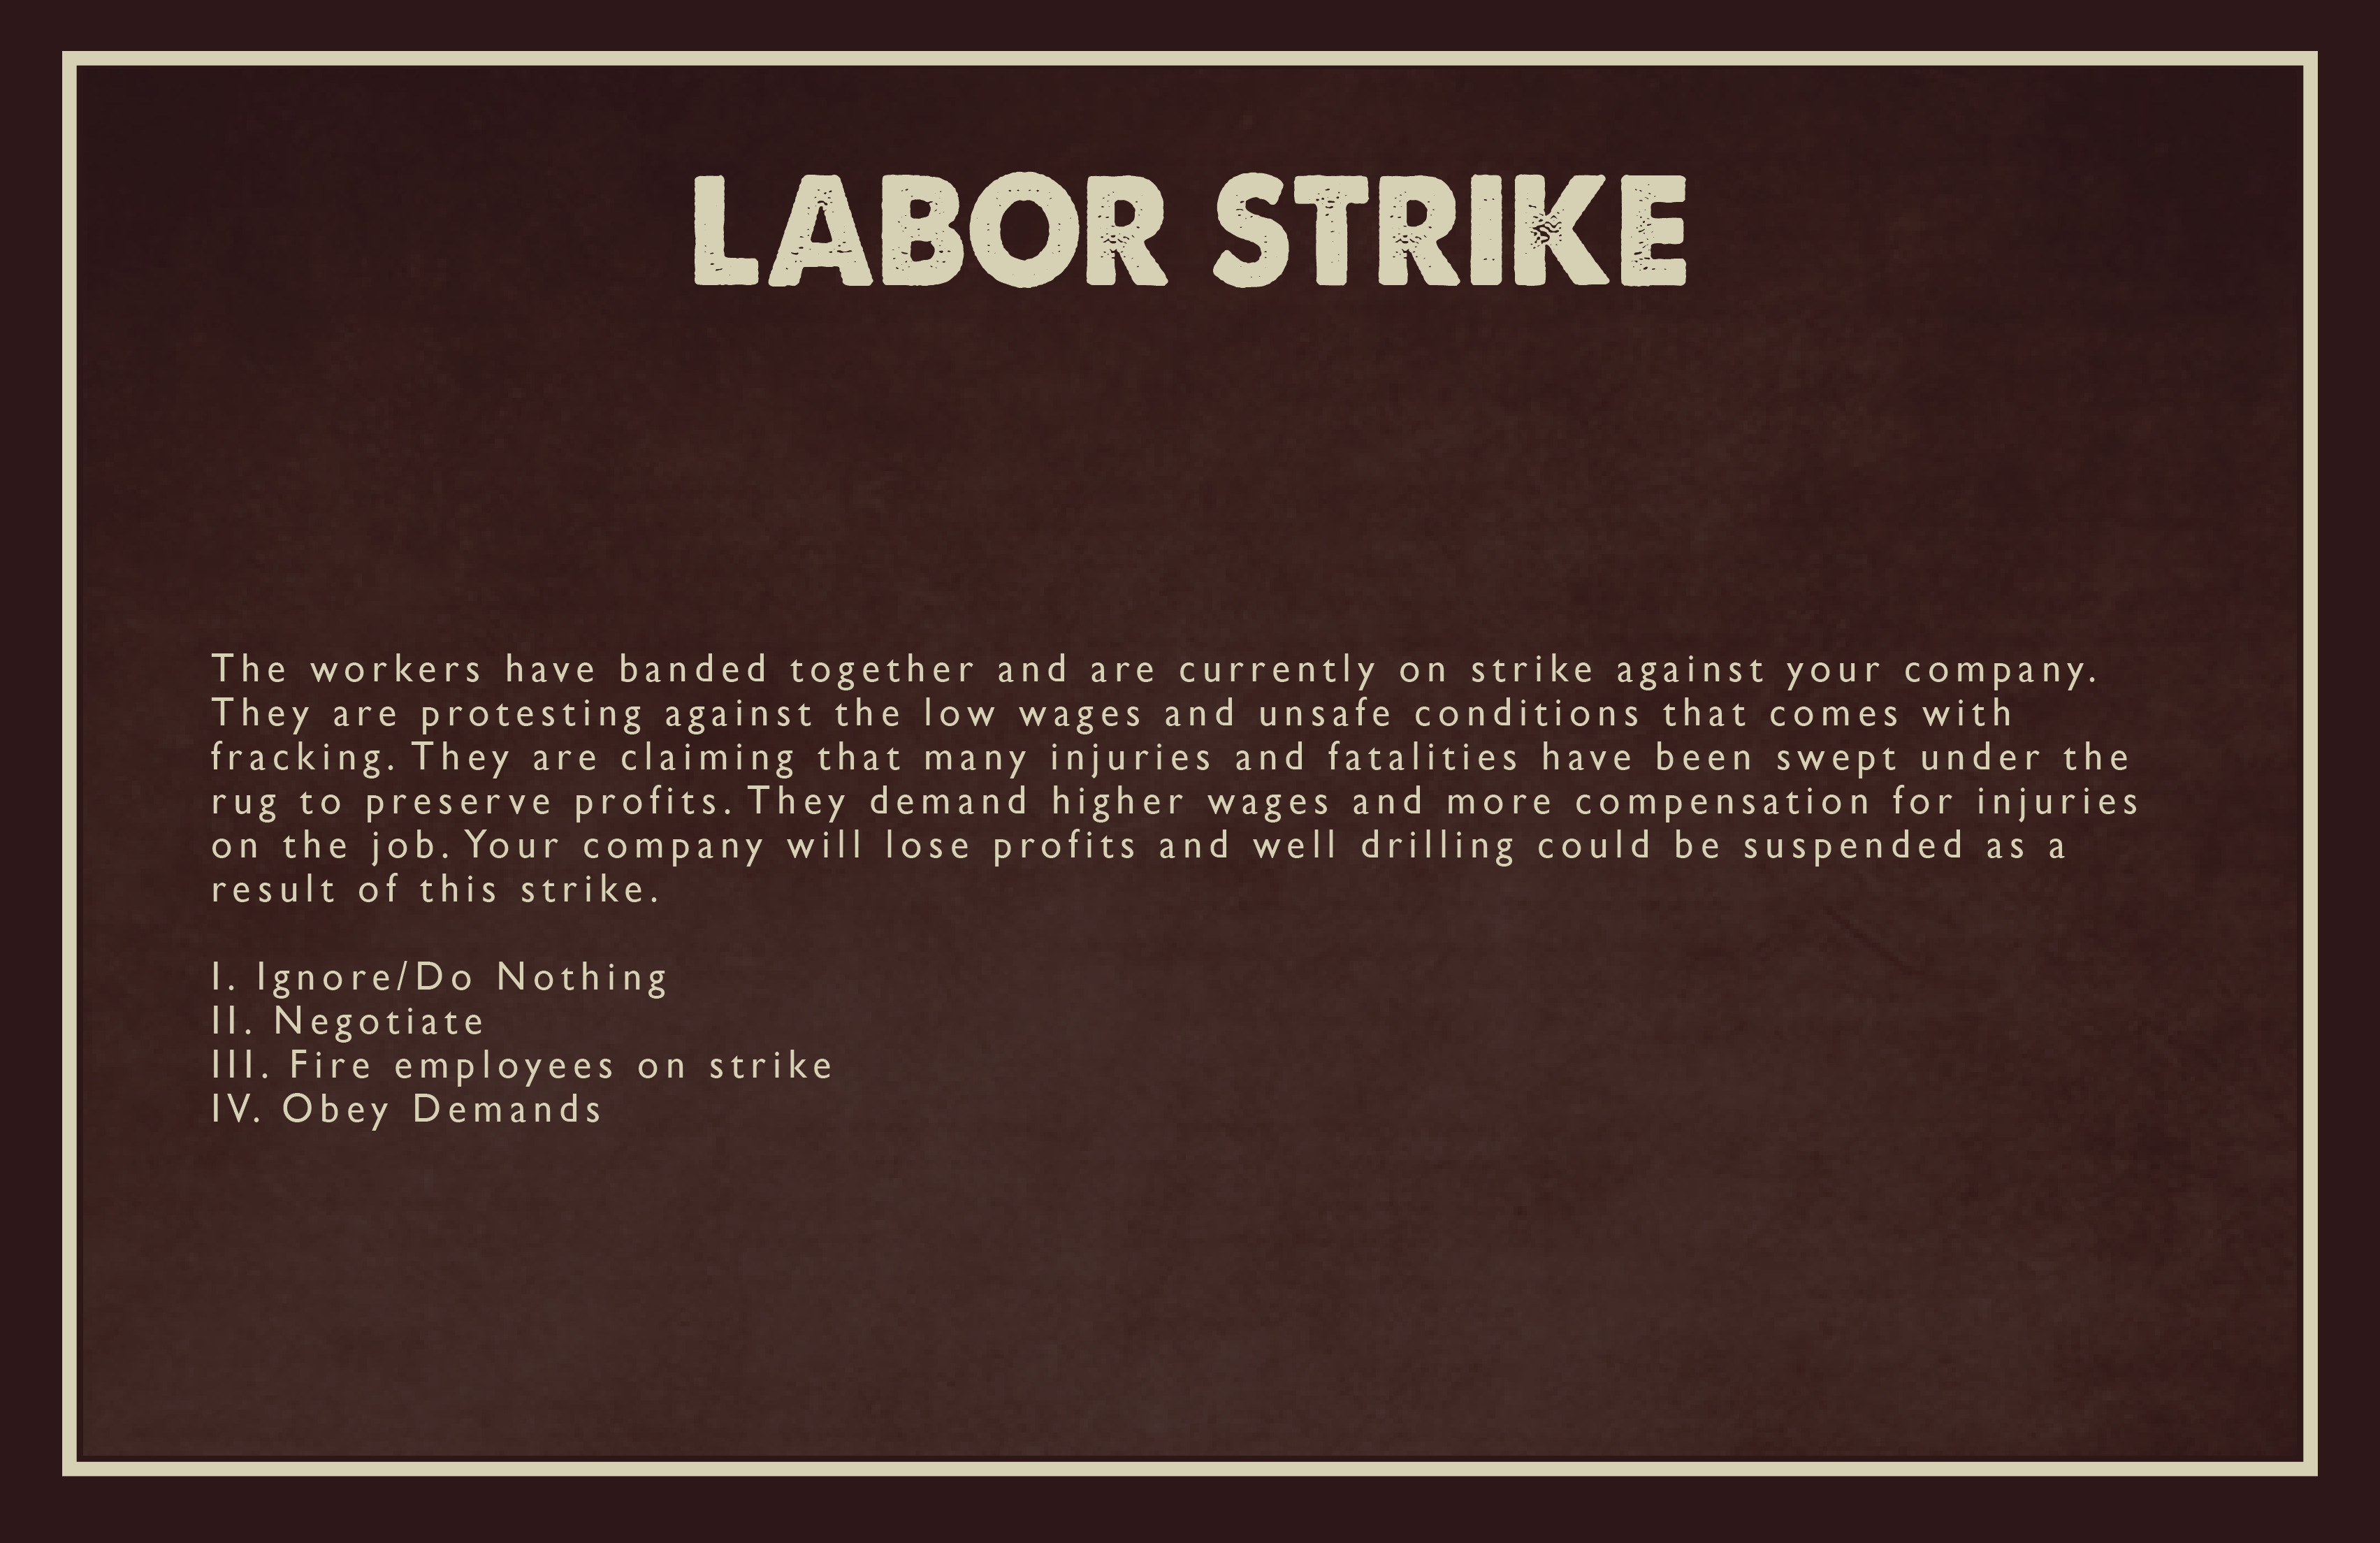 LABOR STRIKE
The workers have banded together and are currently on strike against your company.
They are protesting against the low wages and unsafe conditions that comes with
fracking. They are claiming that many injuries and fatalities have been swept under the
rug to preserve profits. They demand higher wages and more compensation for injuries
on the job. Your company will lose profits and well drilling could be suspended as a
result of this strike.
I. Ignore/Do Nothing
II. Negotiate
III. Fire employees on strike
IV. Obey Demands